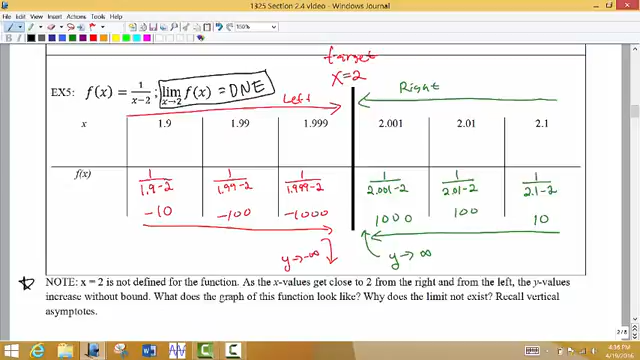 1325 Section 2.4 video - Windows Journal
File Edit View Insert Actions Tools Help
target
x=2
EX5: f(x) = 1/(x−2); lim x→2 f(x) = DNE
Left
Right
x 1.9 1.99 1.999 2.001 2.01 2.1
f(x) 1/(1.9-2) 1/(1.99-2) 1/(1.999-2) 1/(2.001-2) 1/(2.01-2) 1/(2.1-2)
-10 -100 -1000 1000 100 10
y→-∞ y→∞
NOTE: x = 2 is not defined for the function. As the x-values get close to 2 from the right and from the left, the y-values
increase without bound. What does the graph of this function look like? Why does the limit not exist? Recall vertical
asymptotes.
2/8
4:36 PM
4/19/2016